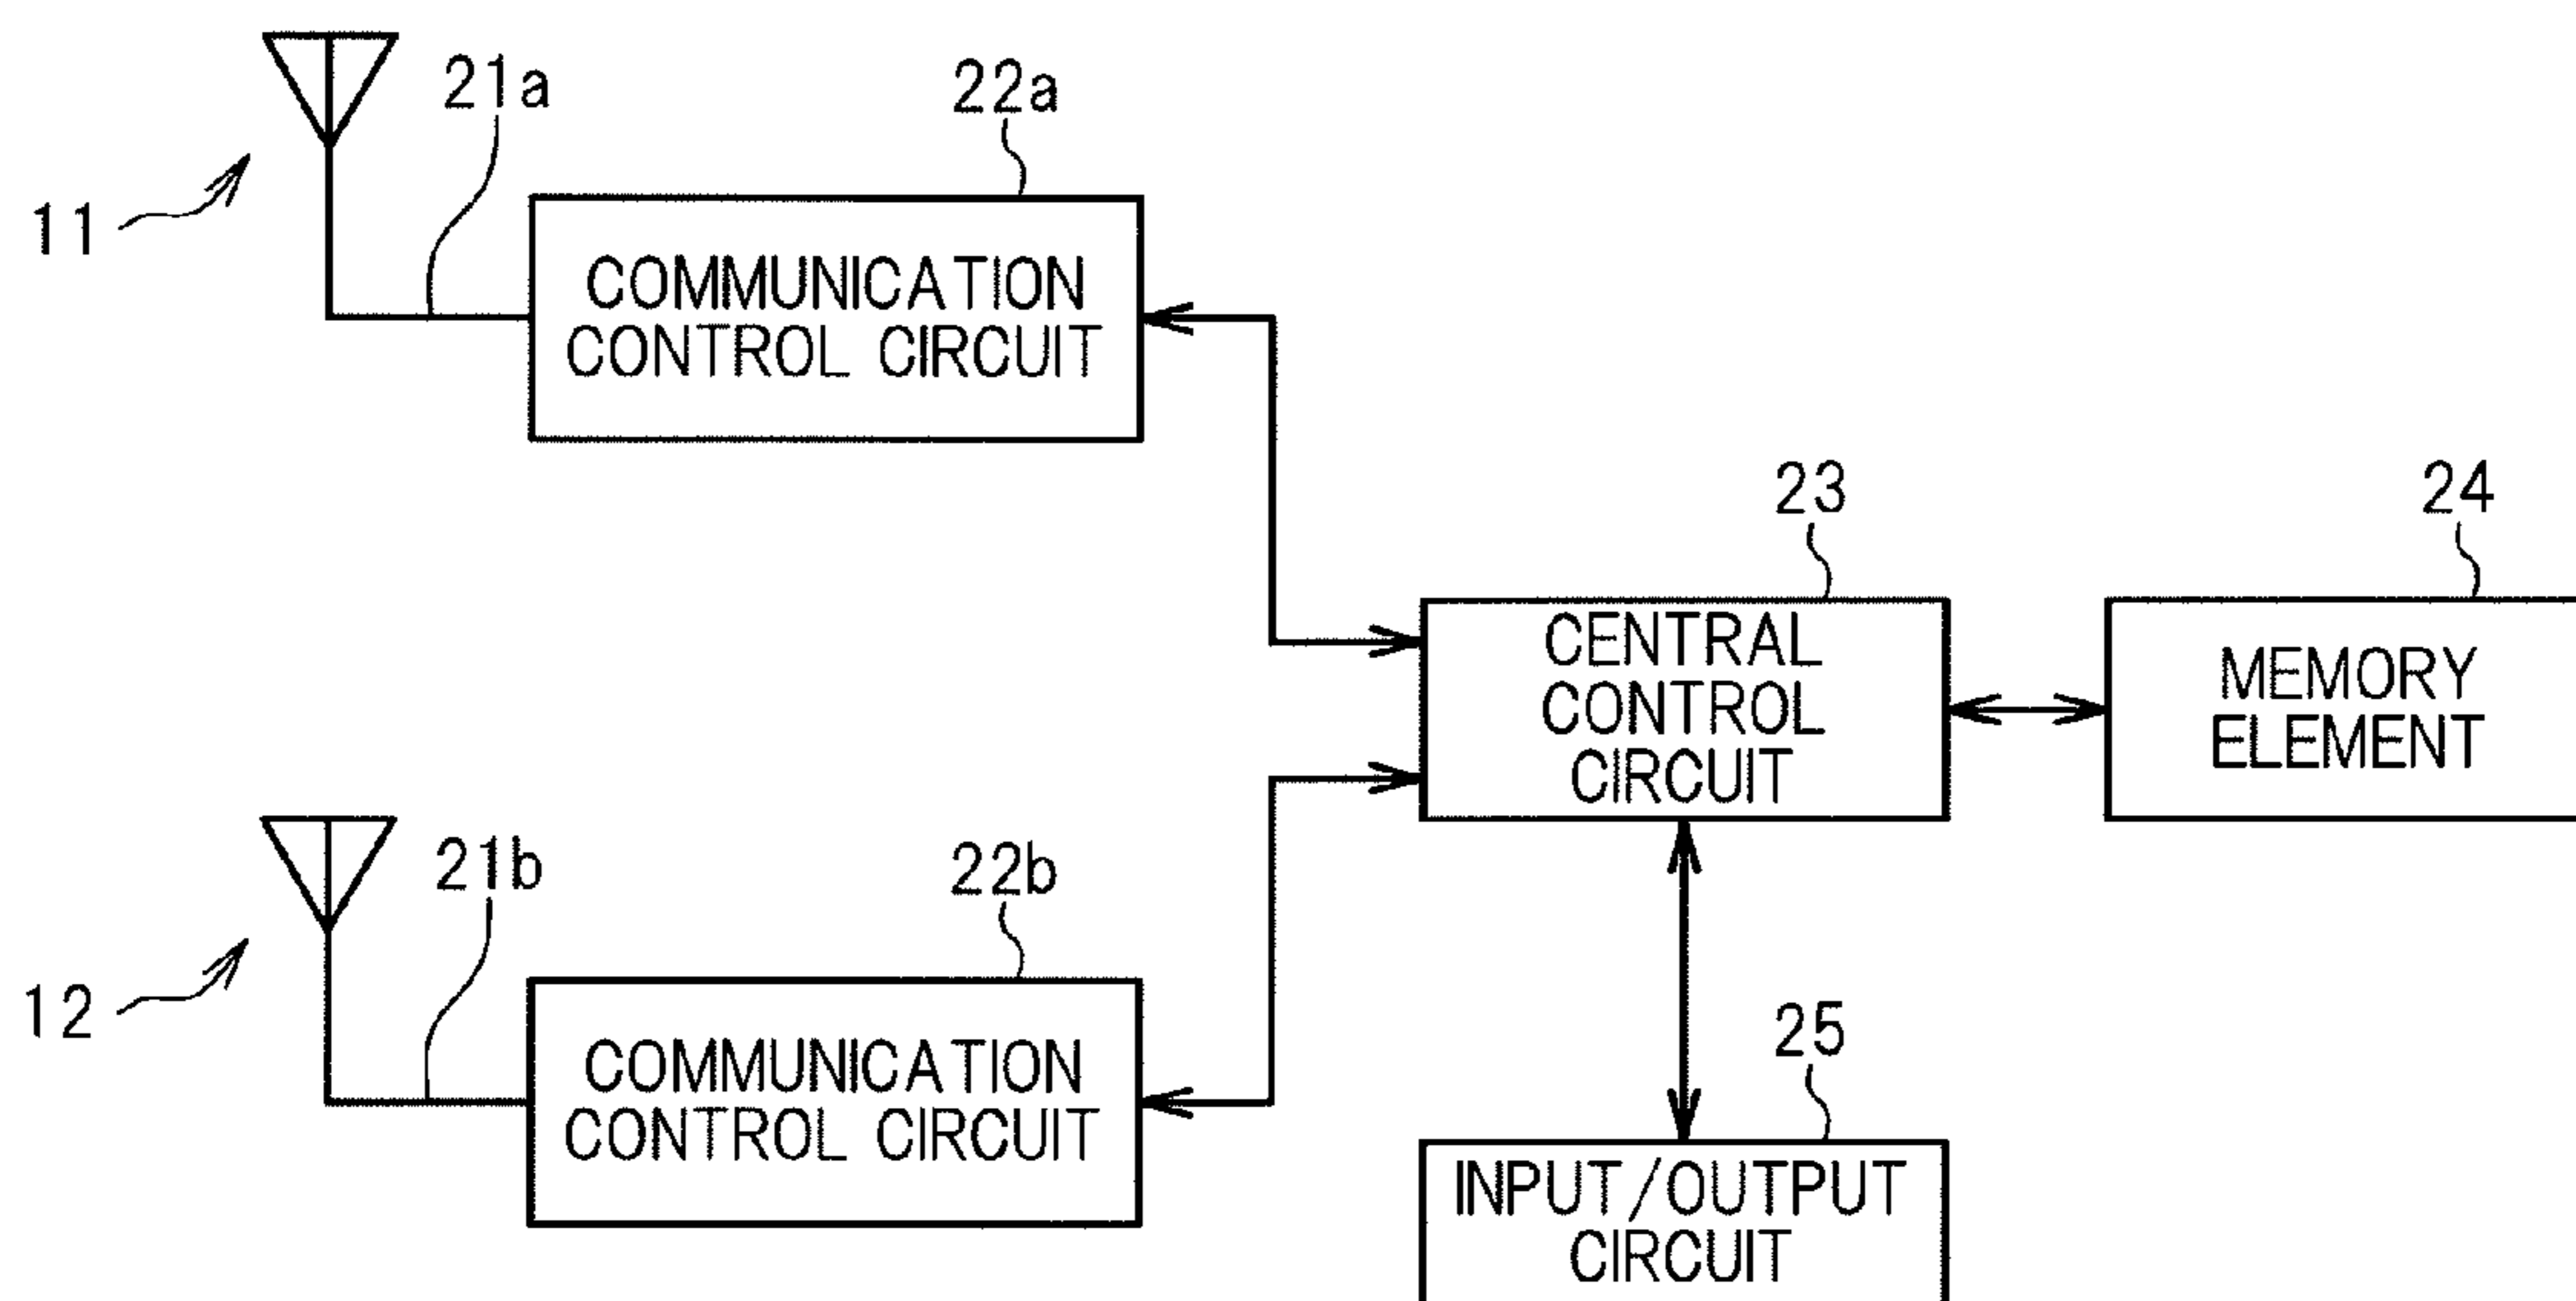 21a
22a
11
COMMUNICATION
CONTROL CIRCUIT
23
24
CENTRAL
CONTROL
CIRCUIT
MEMORY
ELEMENT
21b
22b
12
COMMUNICATION
CONTROL CIRCUIT
25
INPUT/OUTPUT
CIRCUIT